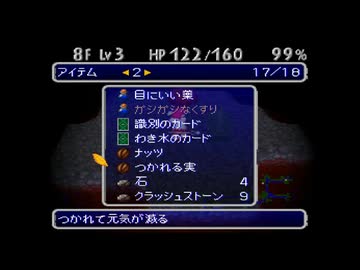 8F Lv3 HP122/160 99%
アイテム ◀2▶ 17/18
目にいい薬
ガシガシなくすり
識別のカード
わき水のカード
ナッツ
つかれる実
石 4
クラッシュストーン 9
つかれて元気が減る